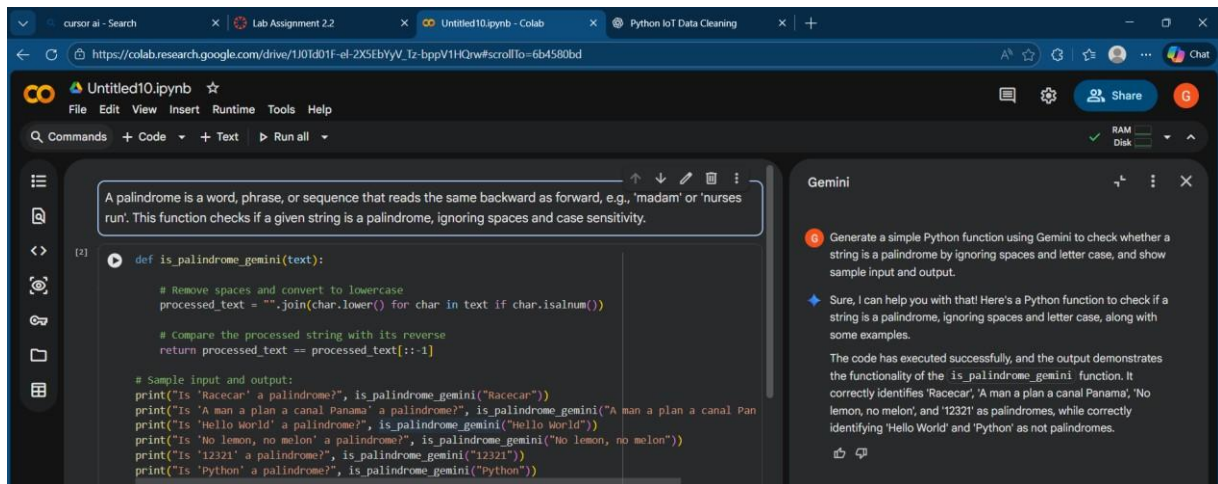 cursor ai - Search
Lab Assignment 2.2
Untitled10.ipynb - Colab
Python IoT Data Cleaning
https://colab.research.google.com/drive/1J0Td01F-eI-2X5EbYyV_Tz-bppV1HQrw#scrollTo=6b4580bd
Chat
CO Untitled10.ipynb
Share
G
File Edit View Insert Runtime Tools Help
Commands + Code + Text Run all
RAM
Disk
A palindrome is a word, phrase, or sequence that reads the same backward as forward, e.g., 'madam' or 'nurses
run'. This function checks if a given string is a palindrome, ignoring spaces and case sensitivity.
[2]
def is_palindrome_gemini(text):
# Remove spaces and convert to lowercase
processed_text = "".join(char.lower() for char in text if char.isalnum())
# Compare the processed string with its reverse
return processed_text == processed_text[::-1]
# Sample input and output:
print("Is 'Racecar' a palindrome?", is_palindrome_gemini("Racecar"))
print("Is 'A man a plan a canal Panama' a palindrome?", is_palindrome_gemini("A man a plan a canal Pan
print("Is 'Hello World' a palindrome?", is_palindrome_gemini("Hello World"))
print("Is 'No lemon, no melon' a palindrome?", is_palindrome_gemini("No lemon, no melon"))
print("Is '12321' a palindrome?", is_palindrome_gemini("12321"))
print("Is 'Python' a palindrome?", is_palindrome_gemini("Python"))
Gemini
G Generate a simple Python function using Gemini to check whether a
string is a palindrome by ignoring spaces and letter case, and show
sample input and output.
Sure, I can help you with that! Here's a Python function to check if a
string is a palindrome, ignoring spaces and letter case, along with
some examples.
The code has executed successfully, and the output demonstrates
the functionality of the is_palindrome_gemini function. It
correctly identifies 'Racecar', 'A man a plan a canal Panama', 'No
lemon, no melon', and '12321' as palindromes, while correctly
identifying 'Hello World' and 'Python' as not palindromes.